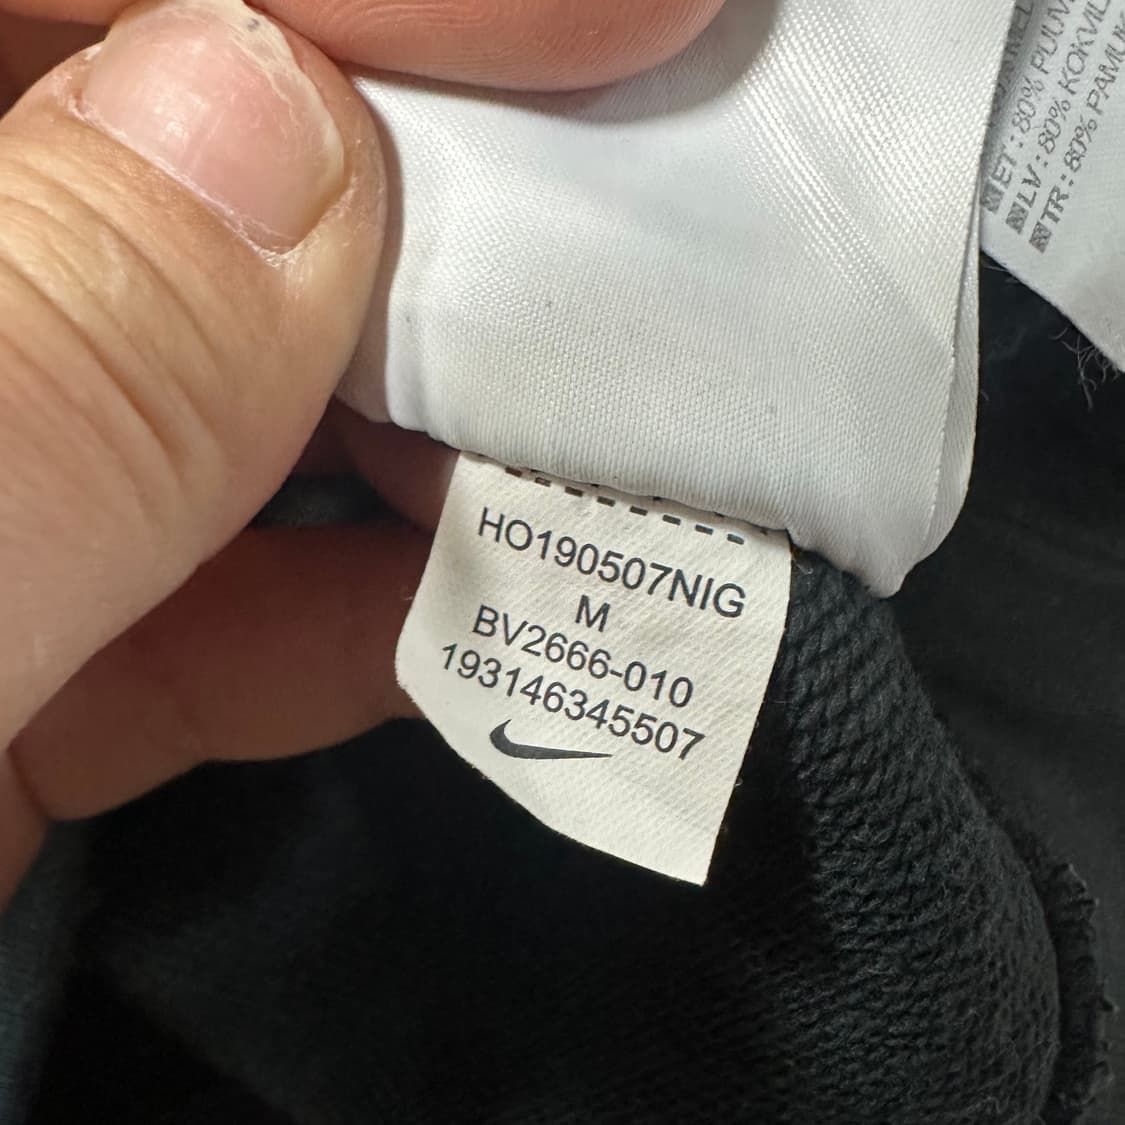 HO190507NIG
M
BV2666-010
193146345507
ET : 80% PUUV
LV : 80% KOKVIL
TR : 80% PAMUK